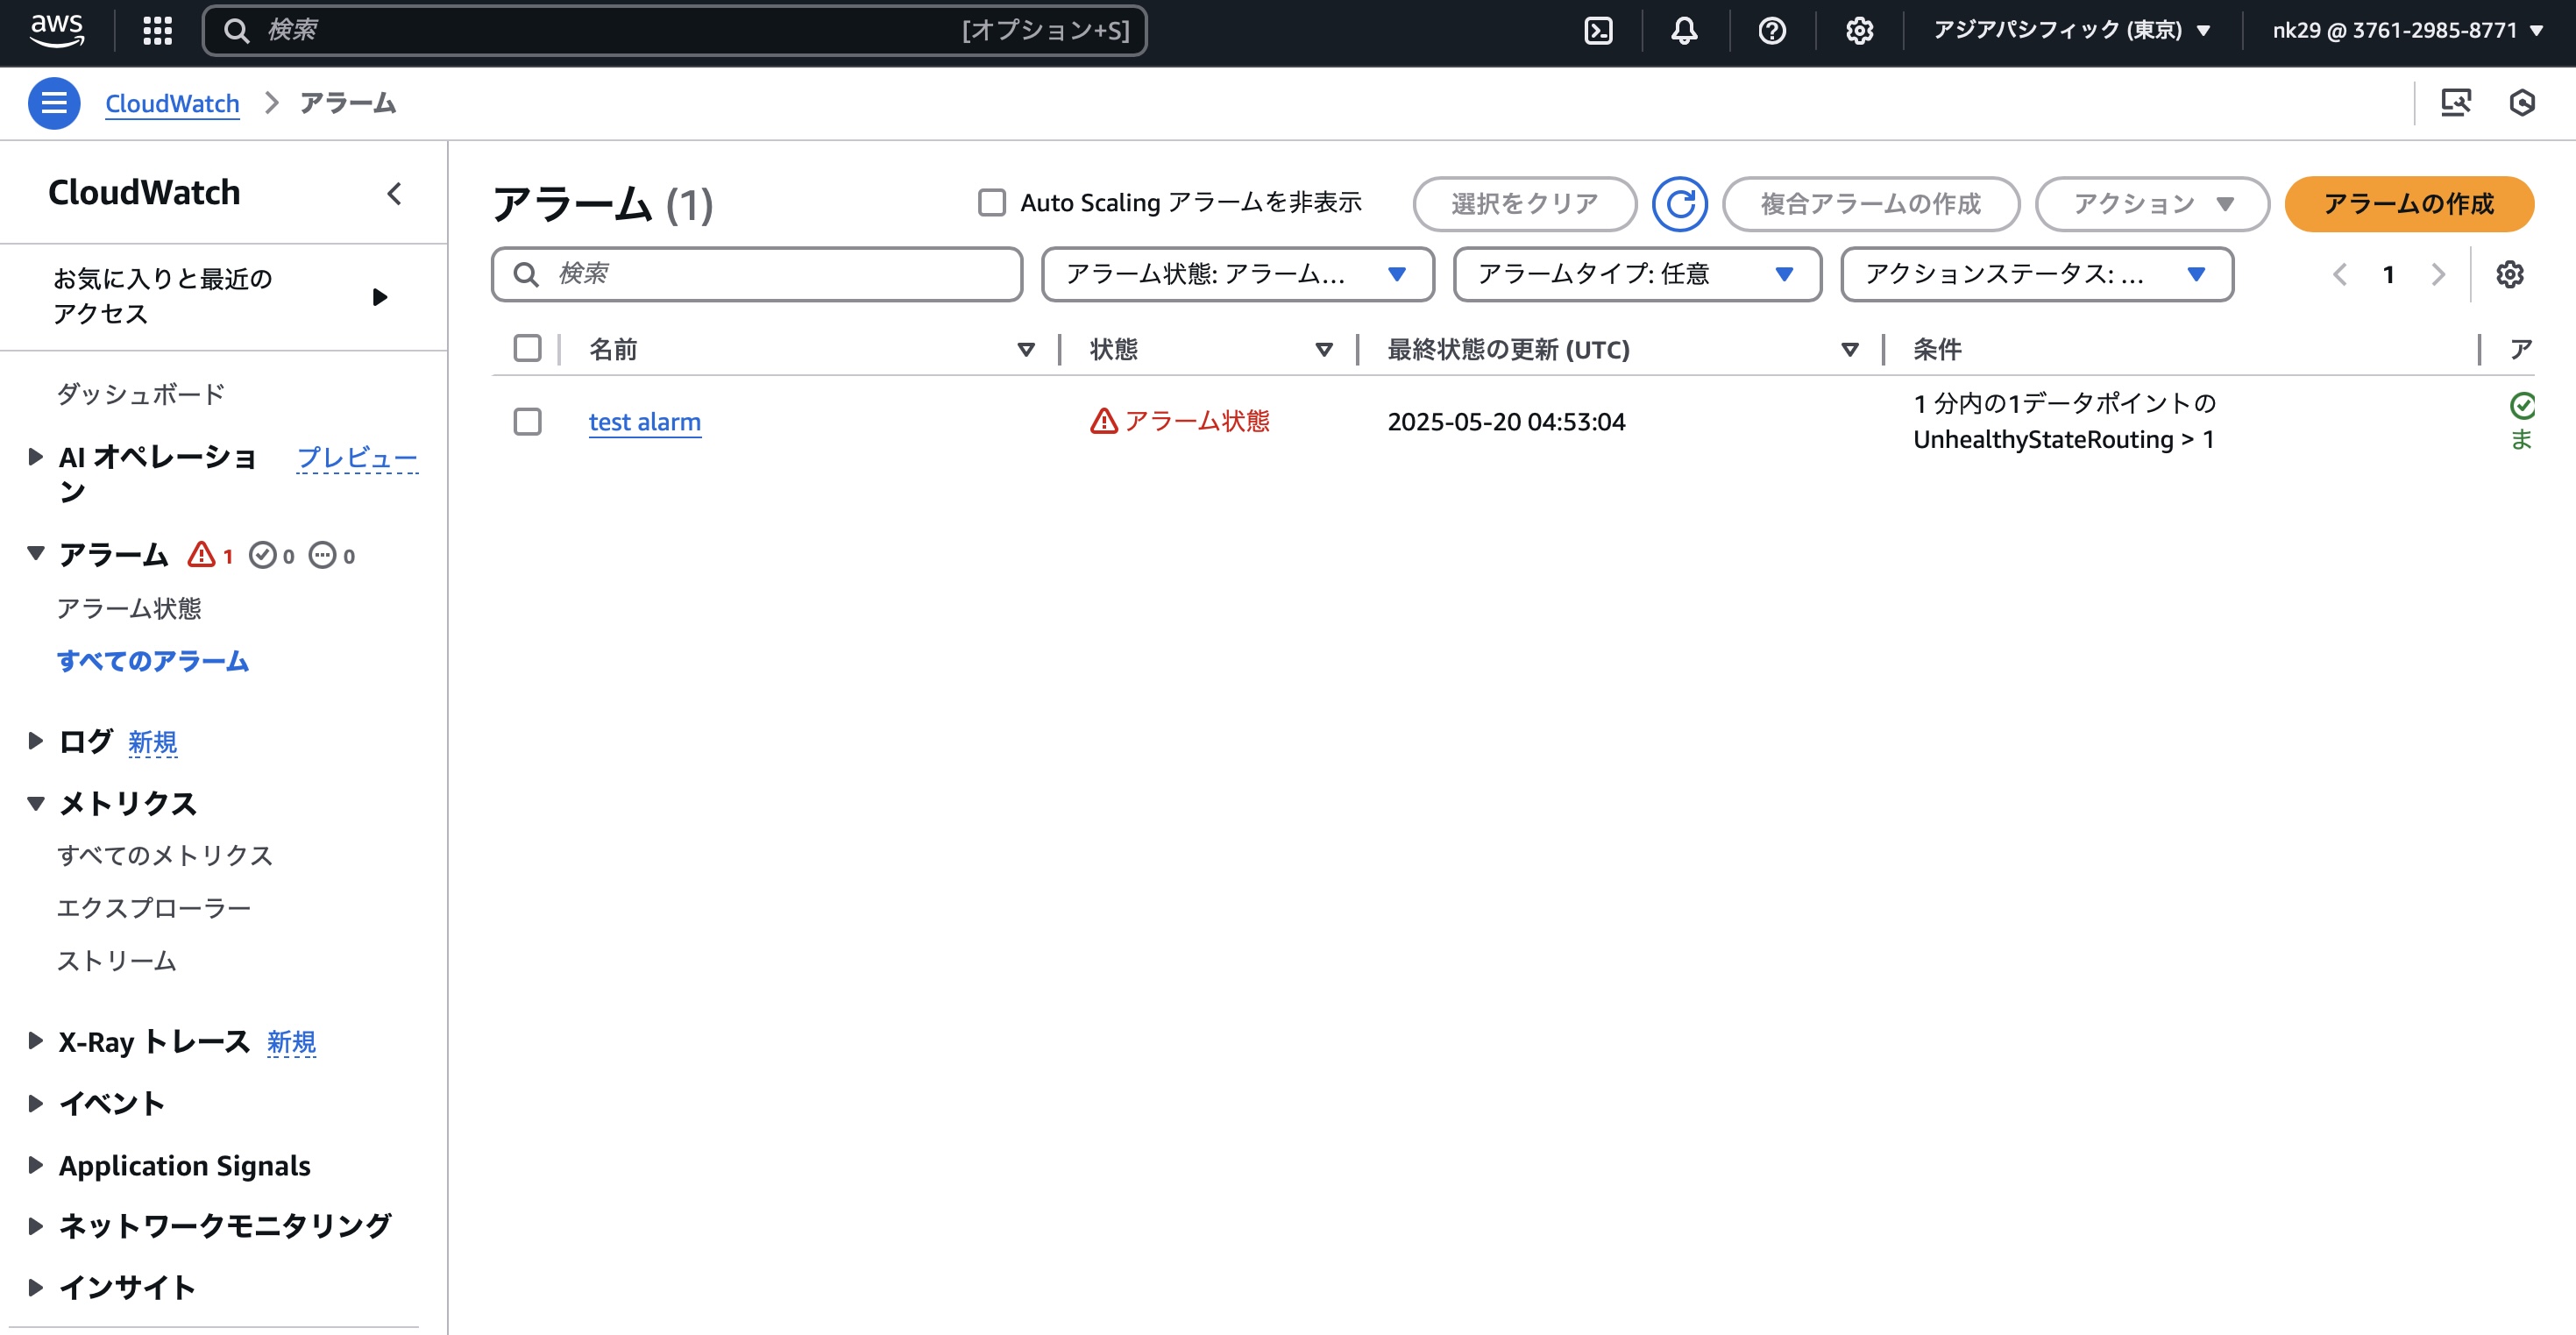 aws
検索
[オプション+S]
アジアパシフィック (東京)
nk29 @ 3761-2985-8771
CloudWatch
アラーム
CloudWatch
お気に入りと最近の
アクセス
ダッシュボード
AI オペレーショ
ン
プレビュー
アラーム
1
0
0
アラーム状態
すべてのアラーム
ログ
新規
メトリクス
すべてのメトリクス
エクスプローラー
ストリーム
X-Ray トレース
新規
イベント
Application Signals
ネットワークモニタリング
インサイト
アラーム (1)
Auto Scaling アラームを非表示
選択をクリア
複合アラームの作成
アクション
アラームの作成
検索
アラーム状態: アラーム...
アラームタイプ: 任意
アクションステータス: ...
1
名前
状態
最終状態の更新 (UTC)
条件
ア
test alarm
アラーム状態
2025-05-20 04:53:04
1 分内の1データポイントの
UnhealthyStateRouting > 1
ま